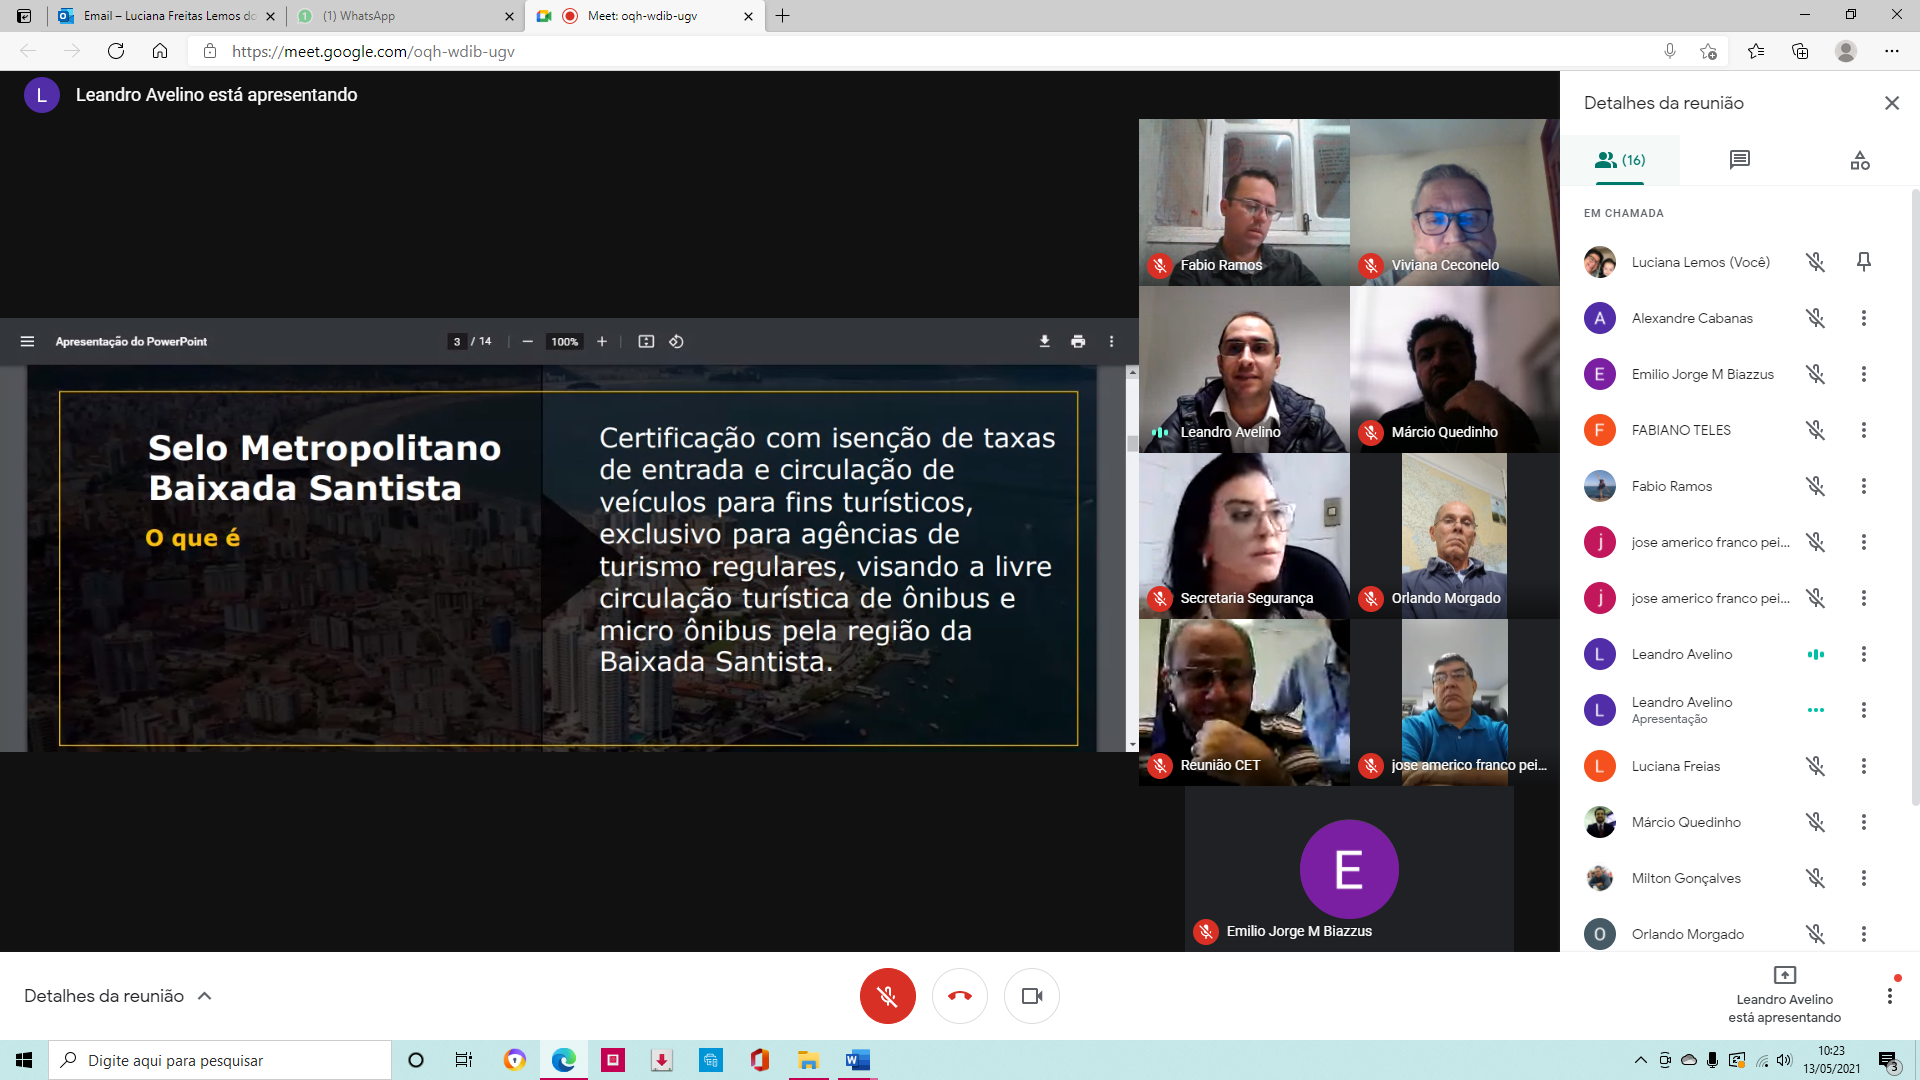 Email – Luciana Freitas Lemos do
(1) WhatsApp
Meet: oqh-wdib-ugv
https://meet.google.com/oqh-wdib-ugv
L
Leandro Avelino está apresentando
Apresentação do PowerPoint
3 / 14
100%
Selo Metropolitano
Baixada Santista
O que é
Certificação com isenção de taxas
de entrada e circulação de
veículos para fins turísticos,
exclusivo para agências de
turismo regulares, visando a livre
circulação turística de ônibus e
micro ônibus pela região da
Baixada Santista.
Fabio Ramos
Viviana Ceconelo
Leandro Avelino
Márcio Quedinho
Secretaria Segurança
Orlando Morgado
Reunião CET
jose americo franco pei...
E
Emilio Jorge M Biazzus
Detalhes da reunião
(16)
EM CHAMADA
Luciana Lemos (Você)
A
Alexandre Cabanas
E
Emilio Jorge M Biazzus
F
FABIANO TELES
Fabio Ramos
j
jose americo franco pei...
j
jose americo franco pei...
L
Leandro Avelino
L
Leandro Avelino
Apresentação
L
Luciana Freias
Márcio Quedinho
Milton Gonçalves
O
Orlando Morgado
Detalhes da reunião
Leandro Avelino
está apresentando
Digite aqui para pesquisar
10:23
13/05/2021
3